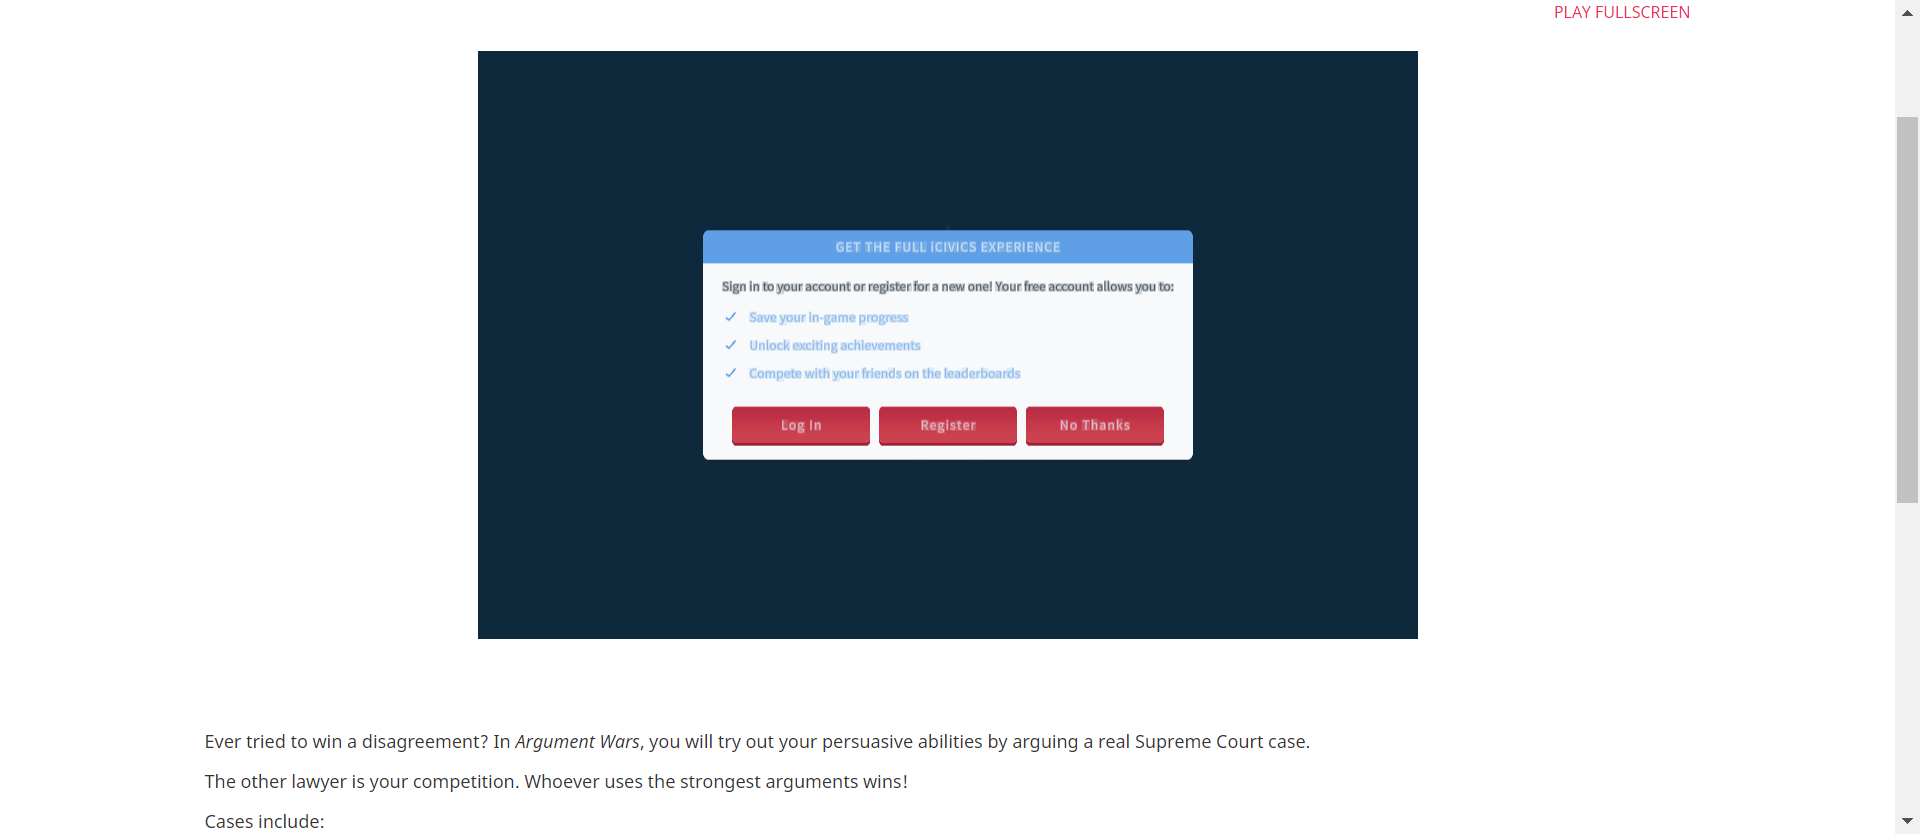 PLAY FULLSCREEN
GET THE FULL iCIVICS EXPERIENCE
Sign in to your account or register for a new one! Your free account allows you to:
Save your in-game progress
Unlock exciting achievements
Compete with your friends on the leaderboards
Log In
Register
No Thanks
Ever tried to win a disagreement? In Argument Wars, you will try out your persuasive abilities by arguing a real Supreme Court case.
The other lawyer is your competition. Whoever uses the strongest arguments wins!
Cases include: